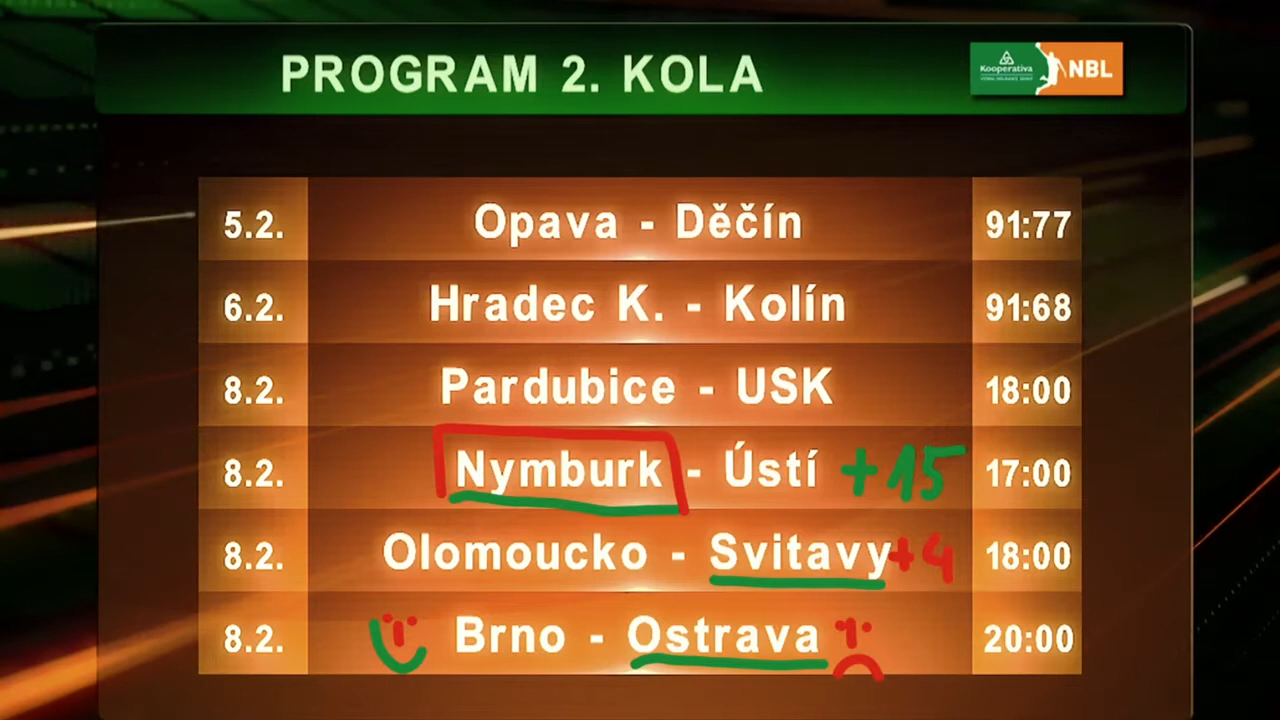 PROGRAM 2. KOLA
Kooperativa
NBL
5.2. Opava - Děčín 91:77
6.2. Hradec K. - Kolín 91:68
8.2. Pardubice - USK 18:00
8.2. Nymburk - Ústí +15 17:00
8.2. Olomoucko - Svitavy +4 18:00
8.2. Brno - Ostrava 20:00